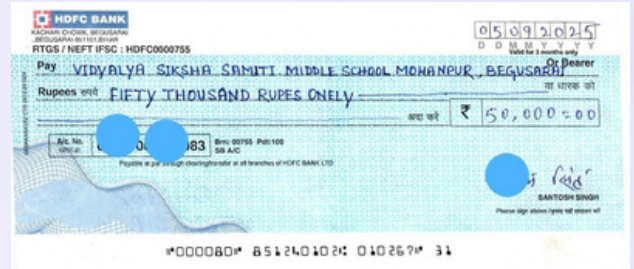 HDFC BANK
KACHARI CHOWK, BEGUSARAI
BEGUSARAI-851101, BIHAR
RTGS / NEFT IFSC : HDFC0000755
05092025
D D M M Y Y Y Y
Valid for 3 months only
Pay VIDYALYA SIKSHA SAMITI MIDDLE SCHOOL MOHANPUR, BEGUSARAI Or Bearer
या धारक को
Rupees रुपये FIFTY THOUSAND RUPES ONELY
अदा करें ₹ 50,000=00
A/c. No. 083 Brn: 00755 Pdt:100
SB A/C
Payable at par through clearing/transfer at all branches of HDFC BANK LTD
SANTOSH SINGH
Please sign above
⑈000080⑈ 851240102⑆ 010267⑈ 31